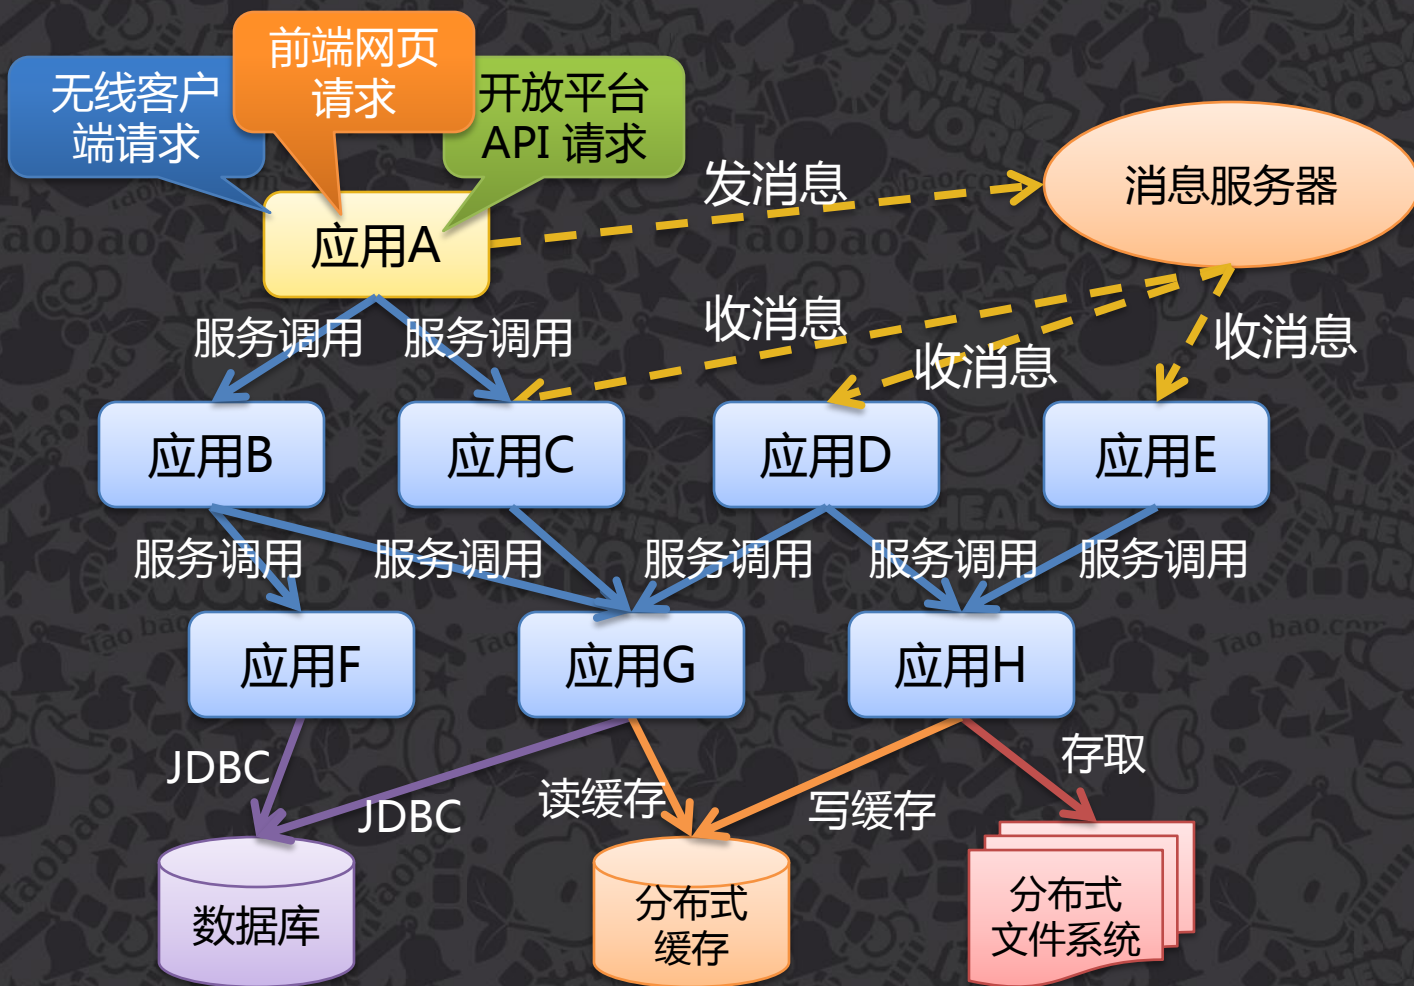 无线客户
端请求
前端网页
请求
开放平台
API 请求
应用A
发消息
消息服务器
服务调用
服务调用
收消息
收消息
收消息
应用B
应用C
应用D
应用E
服务调用
服务调用
服务调用
服务调用
服务调用
应用F
应用G
应用H
JDBC
JDBC
读缓存
写缓存
存取
数据库
分布式
缓存
分布式
文件系统